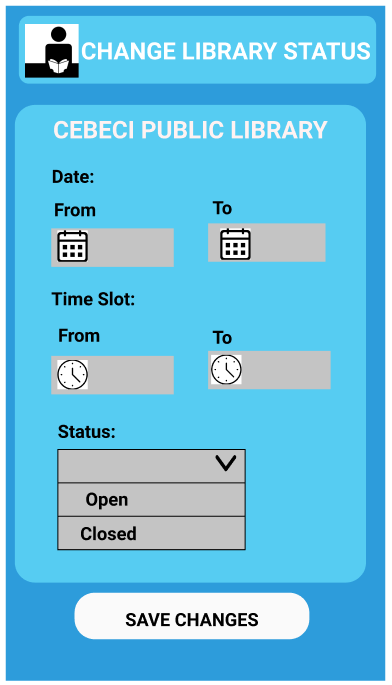 CHANGE LIBRARY STATUS
CEBECI PUBLIC LIBRARY
Date:
From To
Time Slot:
From To
Status:
Open
Closed
SAVE CHANGES